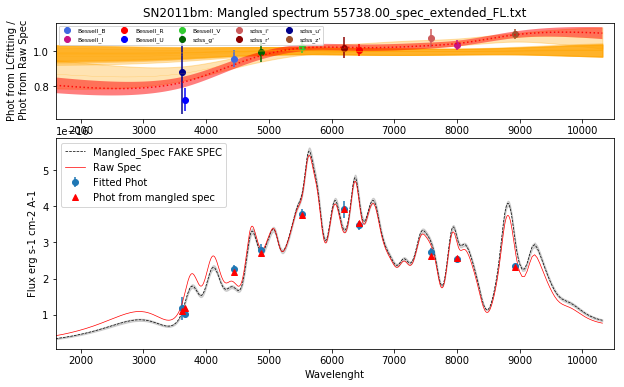 SN2011bm: Mangled spectrum 55738.00_spec_extended_FL.txt
Phot from LCfitting /
Phot from Raw Spec
1.0
0.8
Bessell_B
Bessell_I
Bessell_R
Bessell_U
Bessell_V
sdss_g'
sdss_i'
sdss_r'
sdss_u'
sdss_z'
2000 3000 4000 5000 6000 7000 8000 9000 10000
1e−16
Flux erg s-1 cm-2 A-1
5
4
3
2
1
Mangled_Spec FAKE SPEC
Raw Spec
Fitted Phot
Phot from mangled spec
2000 3000 4000 5000 6000 7000 8000 9000 10000
Wavelenght